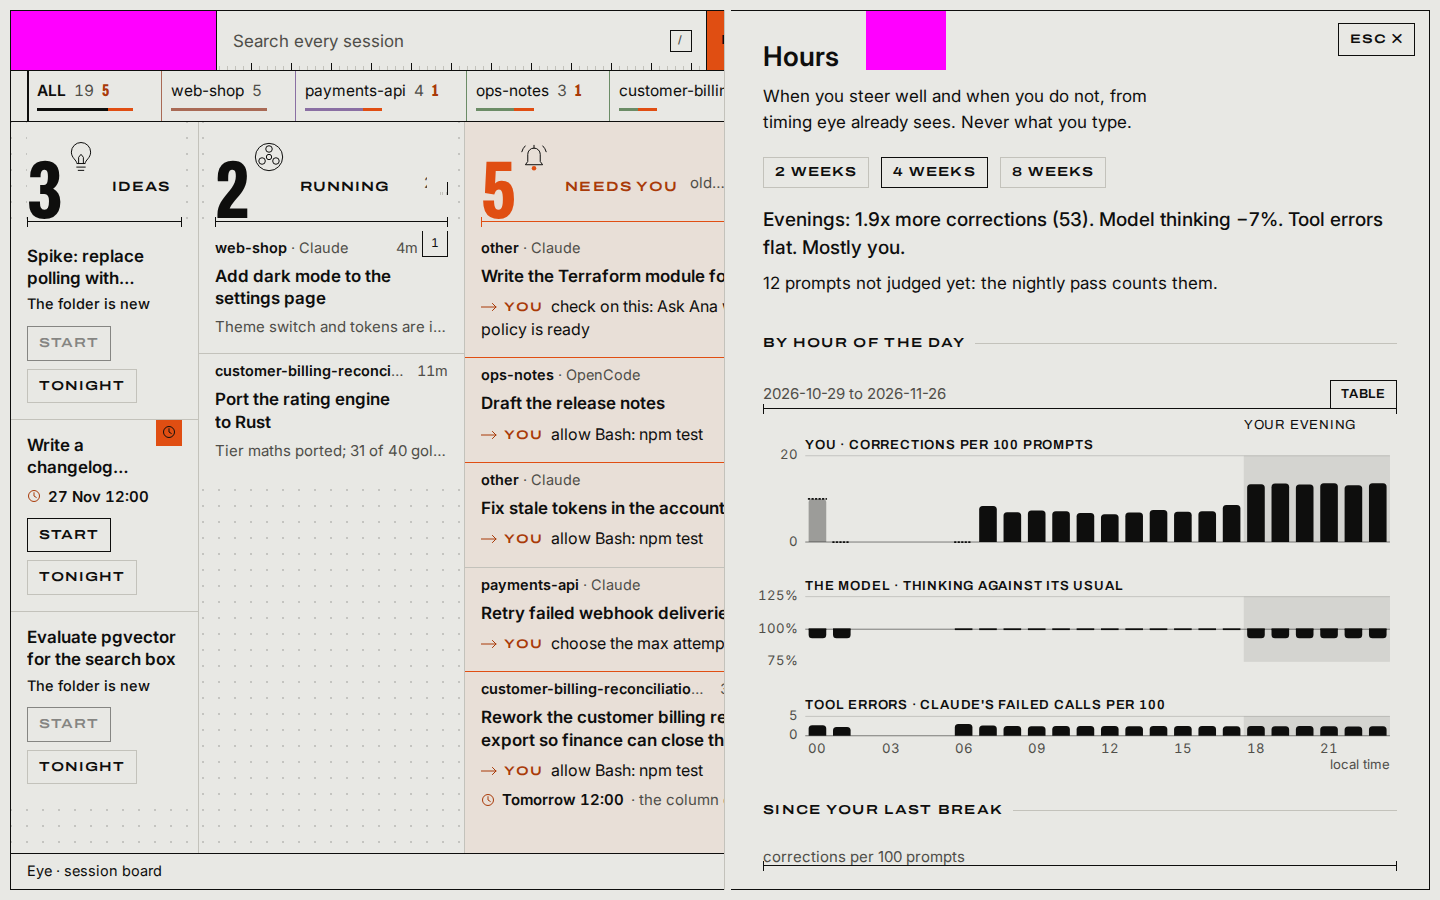 Search every session
/
ALL 19 5
web-shop 5
payments-api 4 1
ops-notes 3 1
3 IDEAS
Spike: replace
polling with...
The folder is new
START
TONIGHT
Write a
changelog...
27 Nov 12:00
START
TONIGHT
Evaluate pgvector
for the search box
The folder is new
START
TONIGHT
2 RUNNING
web-shop · Claude 4m 1
Add dark mode to the
settings page
Theme switch and tokens are i...
customer-billing-reconci... 11m
Port the rating engine
to Rust
Tier maths ported; 31 of 40 gol...
5 NEEDS YOU old...
other · Claude
Write the Terraform module
→ YOU check on this: Ask Ana
policy is ready
ops-notes · OpenCode
Draft the release notes
→ YOU allow Bash: npm test
other · Claude
Fix stale tokens in the account
→ YOU allow Bash: npm test
payments-api · Claude
Retry failed webhook
→ YOU choose the max
customer-billing-reconciliatio...
Rework the customer billing
export so finance can close
→ YOU allow Bash: npm test
Tomorrow 12:00 · the column
Eye · session board
Hours
ESC ✕
When you steer well and when you do not, from
timing eye already sees. Never what you type.
2 WEEKS 4 WEEKS 8 WEEKS
Evenings: 1.9x more corrections (53). Model thinking −7%. Tool errors
flat. Mostly you.
12 prompts not judged yet: the nightly pass counts them.
BY HOUR OF THE DAY
2026-10-29 to 2026-11-26 TABLE
YOUR EVENING
YOU · CORRECTIONS PER 100 PROMPTS
20
0
THE MODEL · THINKING AGAINST ITS USUAL
125%
100%
75%
TOOL ERRORS · CLAUDE'S FAILED CALLS PER 100
5
0
00 03 06 09 12 15 18 21
local time
SINCE YOUR LAST BREAK
corrections per 100 prompts